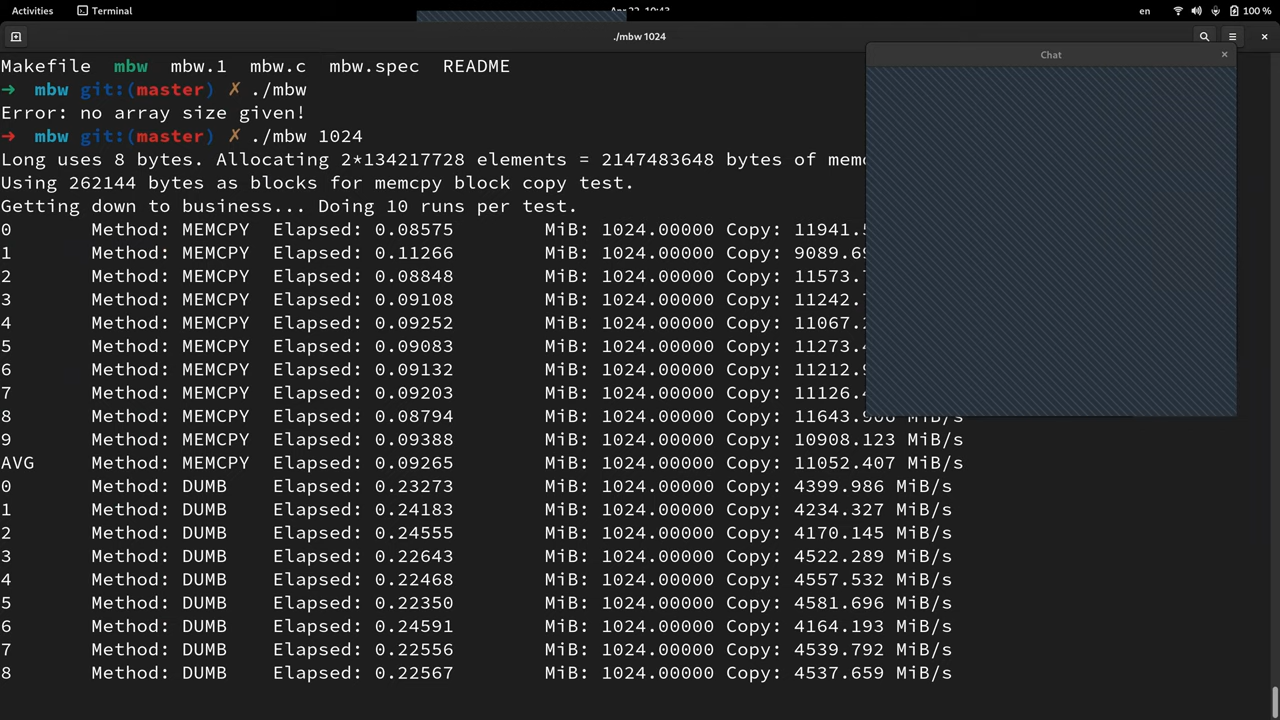 Activities Terminal en 100 %
./mbw 1024
Chat
Makefile mbw mbw.1 mbw.c mbw.spec README
→ mbw git:(master) ✗ ./mbw
Error: no array size given!
→ mbw git:(master) ✗ ./mbw 1024
Long uses 8 bytes. Allocating 2*134217728 elements = 2147483648 bytes of
Using 262144 bytes as blocks for memcpy block copy test.
Getting down to business... Doing 10 runs per test.
0 Method: MEMCPY Elapsed: 0.08575 MiB: 1024.00000 Copy: 11941.
1 Method: MEMCPY Elapsed: 0.11266 MiB: 1024.00000 Copy: 9089.6
2 Method: MEMCPY Elapsed: 0.08848 MiB: 1024.00000 Copy: 11573.
3 Method: MEMCPY Elapsed: 0.09108 MiB: 1024.00000 Copy: 11242.
4 Method: MEMCPY Elapsed: 0.09252 MiB: 1024.00000 Copy: 11067.
5 Method: MEMCPY Elapsed: 0.09083 MiB: 1024.00000 Copy: 11273.
6 Method: MEMCPY Elapsed: 0.09132 MiB: 1024.00000 Copy: 11212.
7 Method: MEMCPY Elapsed: 0.09203 MiB: 1024.00000 Copy: 11126.
8 Method: MEMCPY Elapsed: 0.08794 MiB: 1024.00000 Copy: 11643.906 MiB/s
9 Method: MEMCPY Elapsed: 0.09388 MiB: 1024.00000 Copy: 10908.123 MiB/s
AVG Method: MEMCPY Elapsed: 0.09265 MiB: 1024.00000 Copy: 11052.407 MiB/s
0 Method: DUMB Elapsed: 0.23273 MiB: 1024.00000 Copy: 4399.986 MiB/s
1 Method: DUMB Elapsed: 0.24183 MiB: 1024.00000 Copy: 4234.327 MiB/s
2 Method: DUMB Elapsed: 0.24555 MiB: 1024.00000 Copy: 4170.145 MiB/s
3 Method: DUMB Elapsed: 0.22643 MiB: 1024.00000 Copy: 4522.289 MiB/s
4 Method: DUMB Elapsed: 0.22468 MiB: 1024.00000 Copy: 4557.532 MiB/s
5 Method: DUMB Elapsed: 0.22350 MiB: 1024.00000 Copy: 4581.696 MiB/s
6 Method: DUMB Elapsed: 0.24591 MiB: 1024.00000 Copy: 4164.193 MiB/s
7 Method: DUMB Elapsed: 0.22556 MiB: 1024.00000 Copy: 4539.792 MiB/s
8 Method: DUMB Elapsed: 0.22567 MiB: 1024.00000 Copy: 4537.659 MiB/s